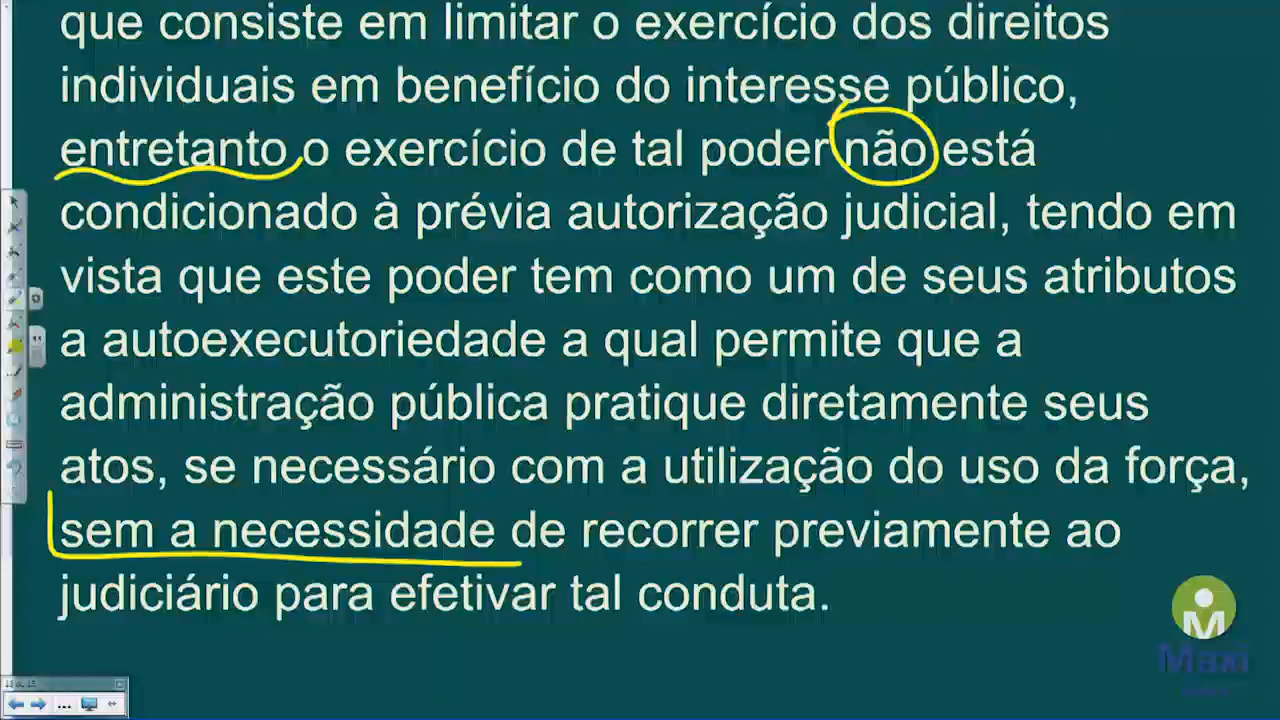 que consiste em limitar o exercício dos direitos
individuais em benefício do interesse público,
entretanto o exercício de tal poder não está
condicionado à prévia autorização judicial, tendo em
vista que este poder tem como um de seus atributos
a autoexecutoriedade a qual permite que a
administração pública pratique diretamente seus
atos, se necessário com a utilização do uso da força,
sem a necessidade de recorrer previamente ao
judiciário para efetivar tal conduta.
M
Maxi